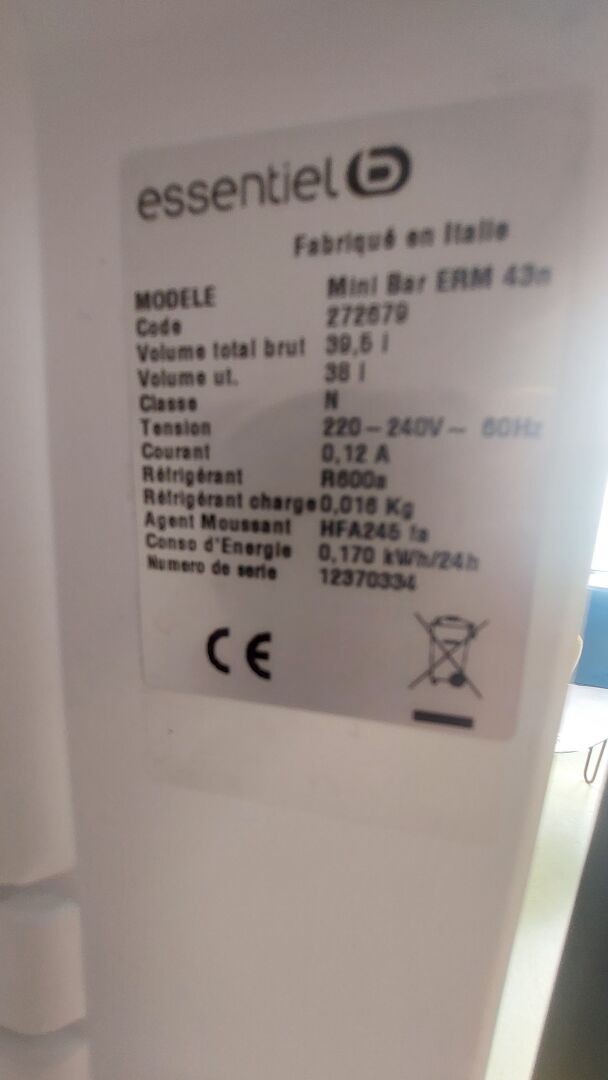 essentiel b
Fabriqué en Italie
MODELE Mini Bar ERM 43n
Code 272679
Volume total brut 39,5 l
Volume ut. 38 l
Classe N
Tension 220 – 240V ~ 60Hz
Courant 0,12 A
Réfrigérant R600a
Réfrigérant charge 0,016 Kg
Agent Moussant HFA245 fa
Conso d'Energie 0,170 kWh/24h
Numero de serie 12370334
CE